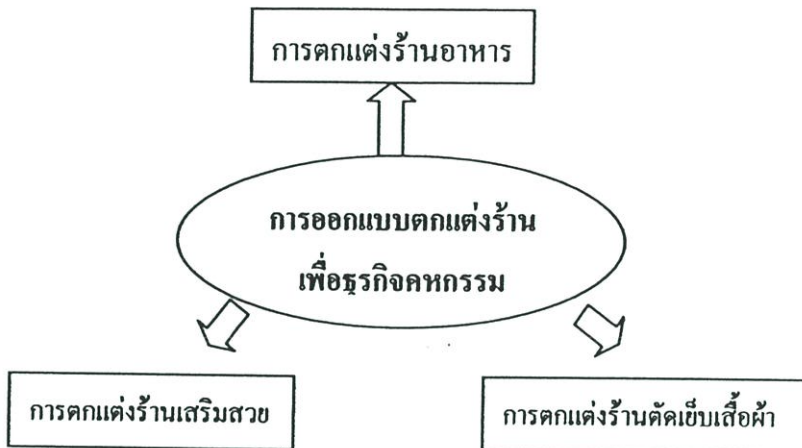 การตกแต่งร้านอาหาร
การออกแบบตกแต่งร้าน
เพื่อธุรกิจคหกรรม
การตกแต่งร้านเสริมสวย
การตกแต่งร้านตัดเย็บเสื้อผ้า